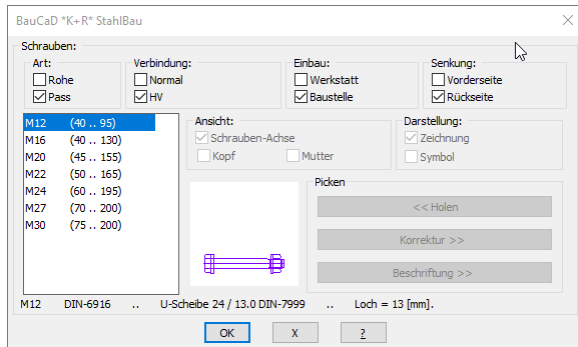 BauCaD *K+R* StahlBau
Schrauben:
Art: Verbindung: Einbau: Senkung:
Rohe Normal Werkstatt Vorderseite
Pass HV Baustelle Rückseite
M12 (40 .. 95)
M16 (40 .. 130)
M20 (45 .. 155)
M22 (50 .. 165)
M24 (60 .. 195)
M27 (70 .. 200)
M30 (75 .. 200)
Ansicht: Darstellung:
Schrauben-Achse Zeichnung
Kopf Mutter Symbol
Picken
<< Holen
Korrektur >>
Beschriftung >>
M12 DIN-6916 .. U-Scheibe 24 / 13.0 DIN-7999 .. Loch = 13 [mm].
OK X ?